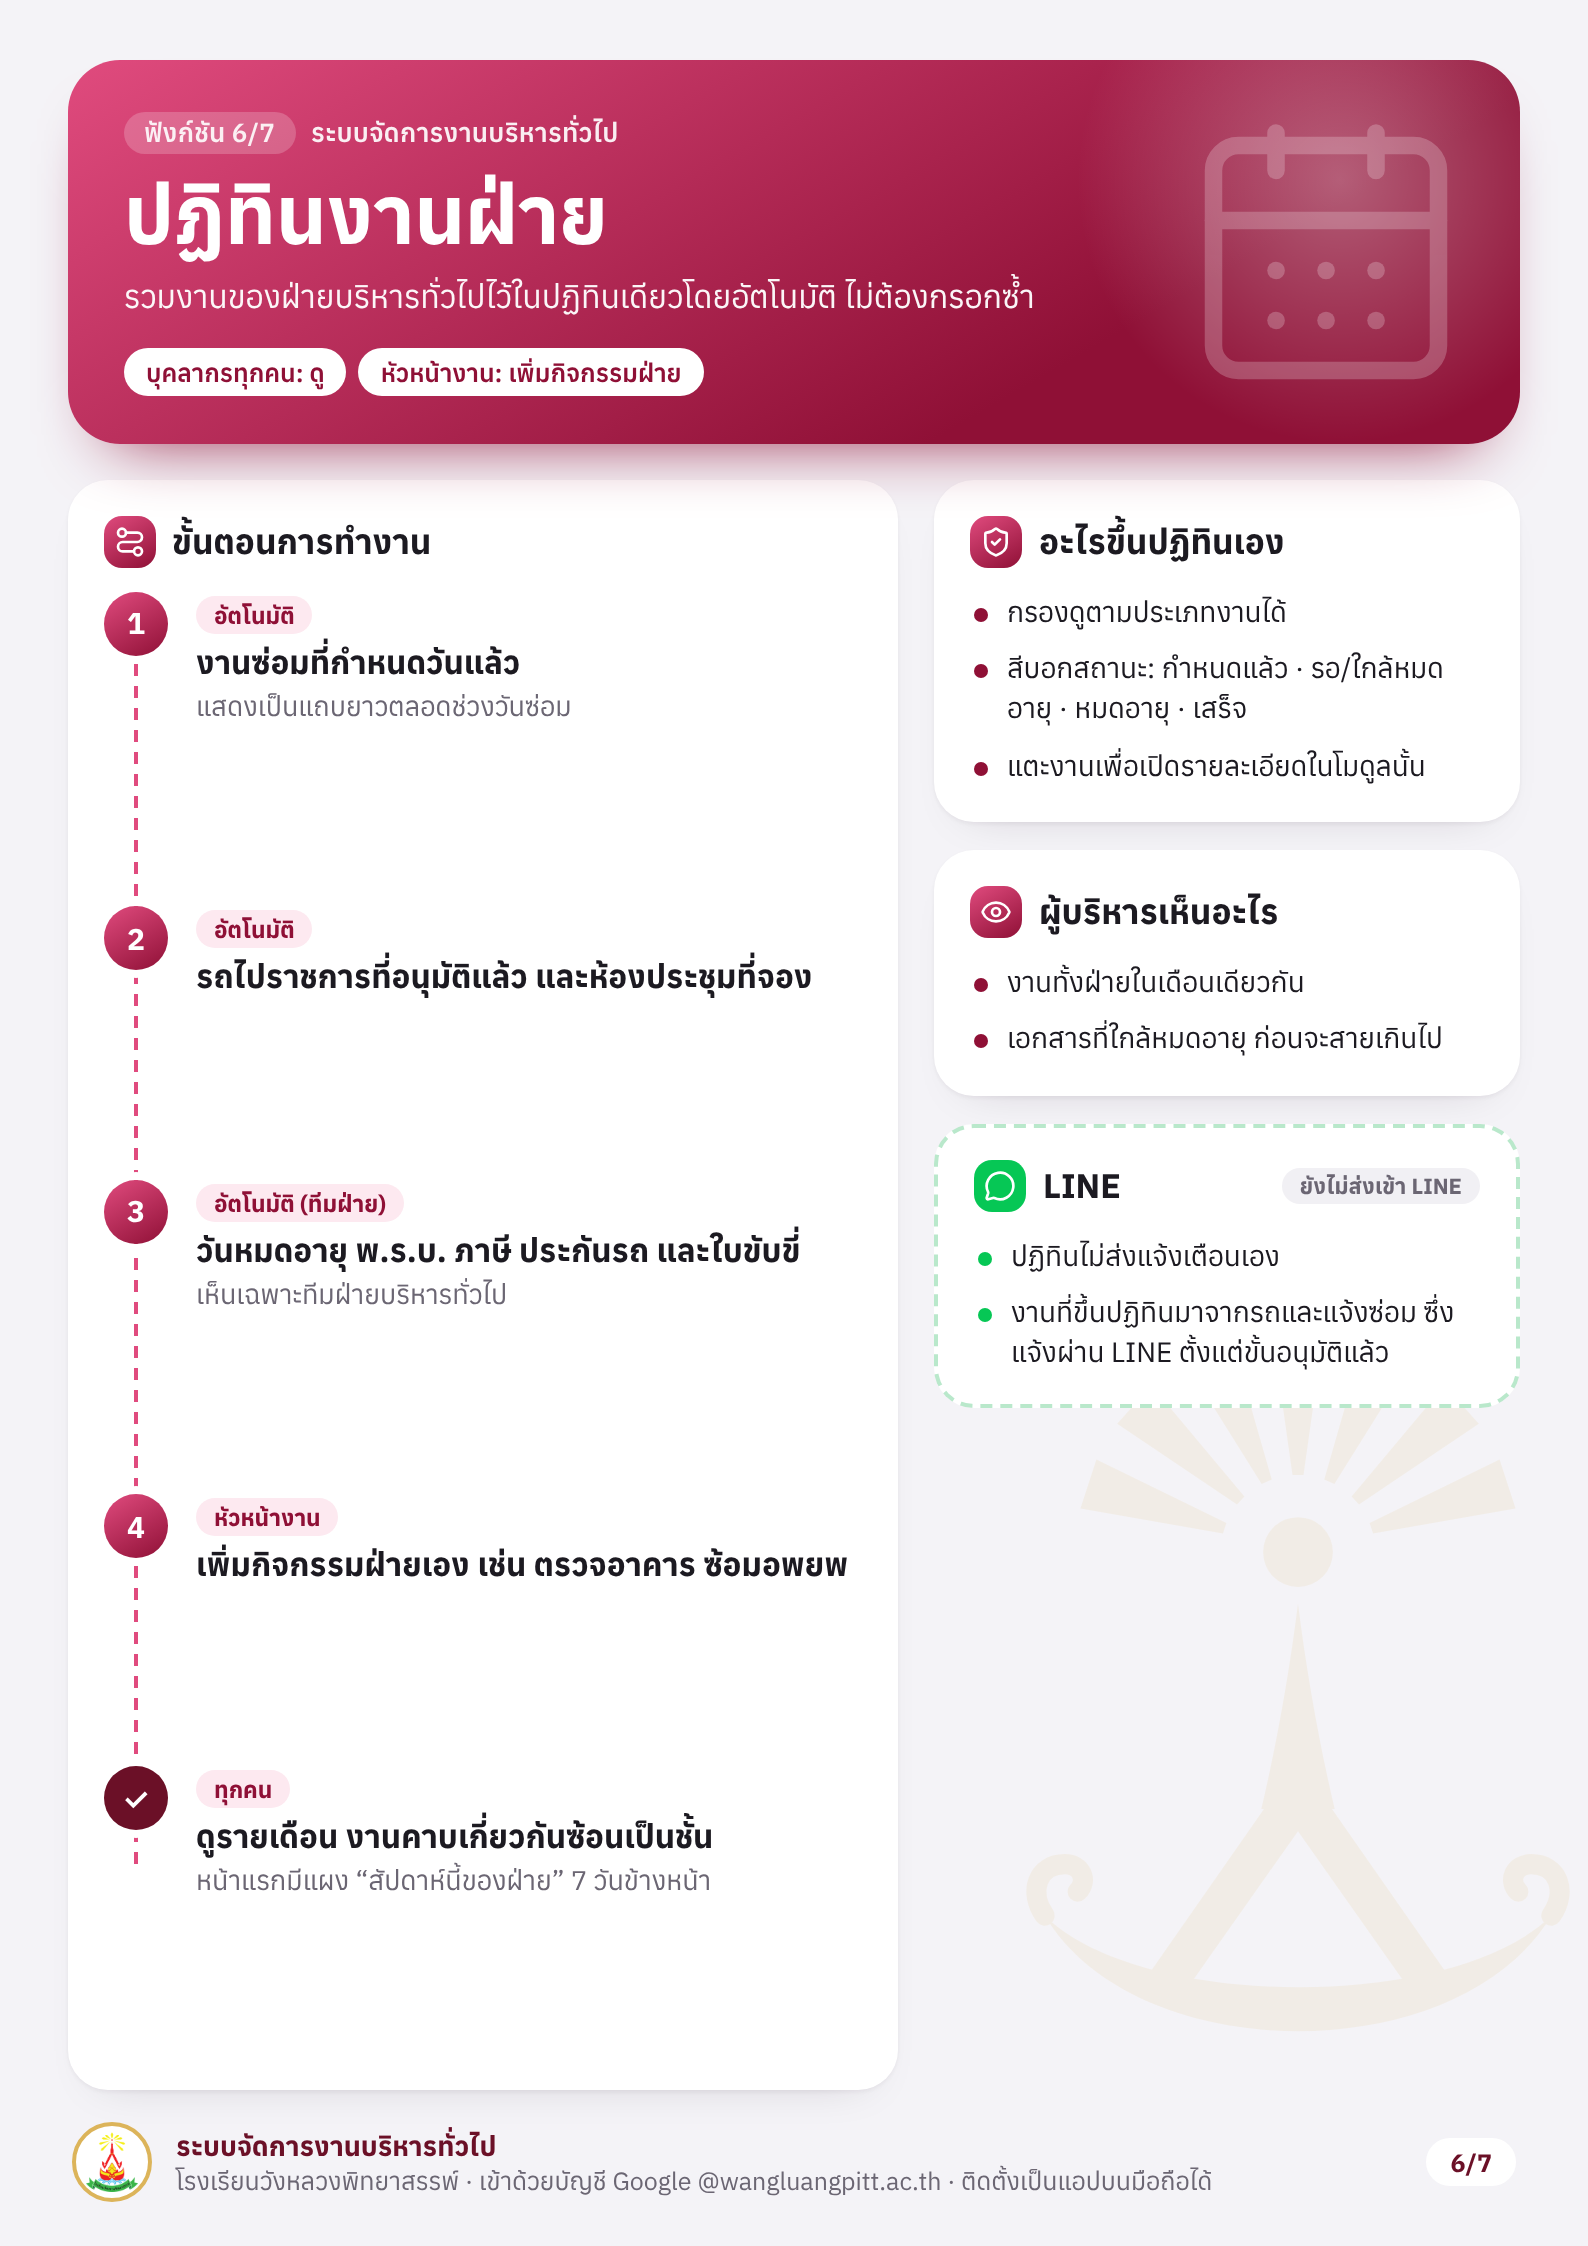 ฟังก์ชัน 6/7 ระบบจัดการงานบริหารทั่วไป
ปฏิทินงานฝ่าย
รวมงานของฝ่ายบริหารทั่วไปไว้ในปฏิทินเดียวโดยอัตโนมัติ ไม่ต้องกรอกซ้ำ
บุคลากรทุกคน: ดู
หัวหน้างาน: เพิ่มกิจกรรมฝ่าย
ขั้นตอนการทำงาน
1
อัตโนมัติ
งานซ่อมที่กำหนดวันแล้ว
แสดงเป็นแถบยาวตลอดช่วงวันซ่อม
2
อัตโนมัติ
รถไปราชการที่อนุมัติแล้ว และห้องประชุมที่จอง
3
อัตโนมัติ (ทีมฝ่าย)
วันหมดอายุ พ.ร.บ. ภาษี ประกันรถ และใบขับขี่
เห็นเฉพาะทีมฝ่ายบริหารทั่วไป
4
หัวหน้างาน
เพิ่มกิจกรรมฝ่ายเอง เช่น ตรวจอาคาร ซ้อมอพยพ
ทุกคน
ดูรายเดือน งานคาบเกี่ยวกันซ้อนเป็นชั้น
หน้าแรกมีแผง “สัปดาห์นี้ของฝ่าย” 7 วันข้างหน้า
อะไรขึ้นปฏิทินเอง
กรองดูตามประเภทงานได้
สีบอกสถานะ: กำหนดแล้ว · รอ/ใกล้หมด
อายุ · หมดอายุ · เสร็จ
แตะงานเพื่อเปิดรายละเอียดในโมดูลนั้น
ผู้บริหารเห็นอะไร
งานทั้งฝ่ายในเดือนเดียวกัน
เอกสารที่ใกล้หมดอายุ ก่อนจะสายเกินไป
LINE
ยังไม่ส่งเข้า LINE
ปฏิทินไม่ส่งแจ้งเตือนเอง
งานที่ขึ้นปฏิทินมาจากรถและแจ้งซ่อม ซึ่ง
แจ้งผ่าน LINE ตั้งแต่ขั้นอนุมัติแล้ว
ระบบจัดการงานบริหารทั่วไป
โรงเรียนวังหลวงพิทยาสรรพ์ · เข้าด้วยบัญชี Google @wangluangpitt.ac.th · ติดตั้งเป็นแอปบนมือถือได้
6/7